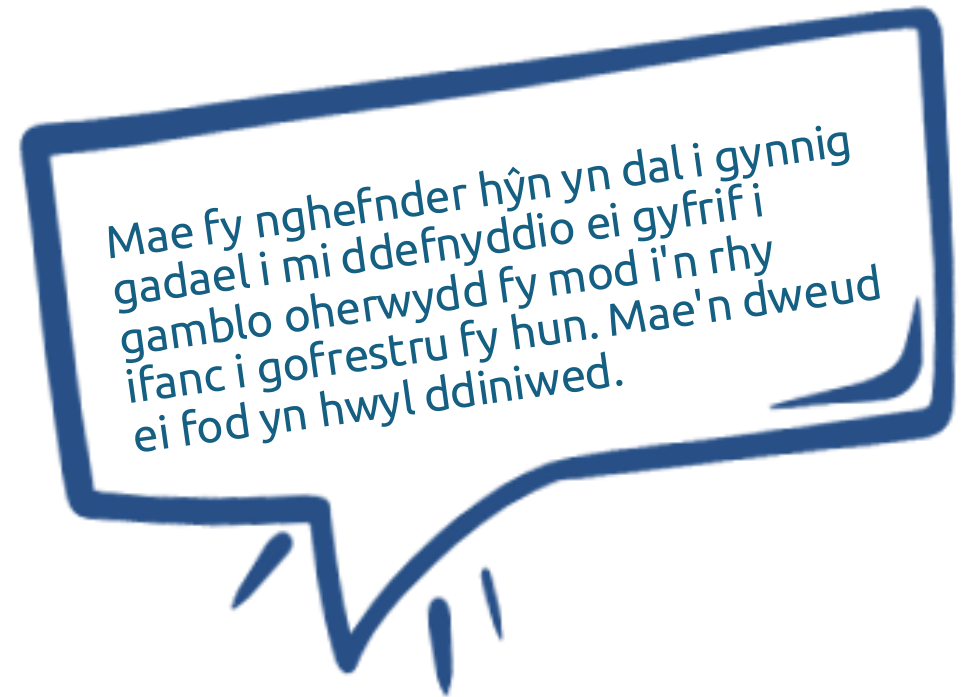 Mae fy nghefnder hŷn yn dal i gynnig
gadael i mi ddefnyddio ei gyfrif i
gamblo oherwydd fy mod i'n rhy
ifanc i gofrestru fy hun. Mae'n dweud
ei fod yn hwyl ddiniwed.